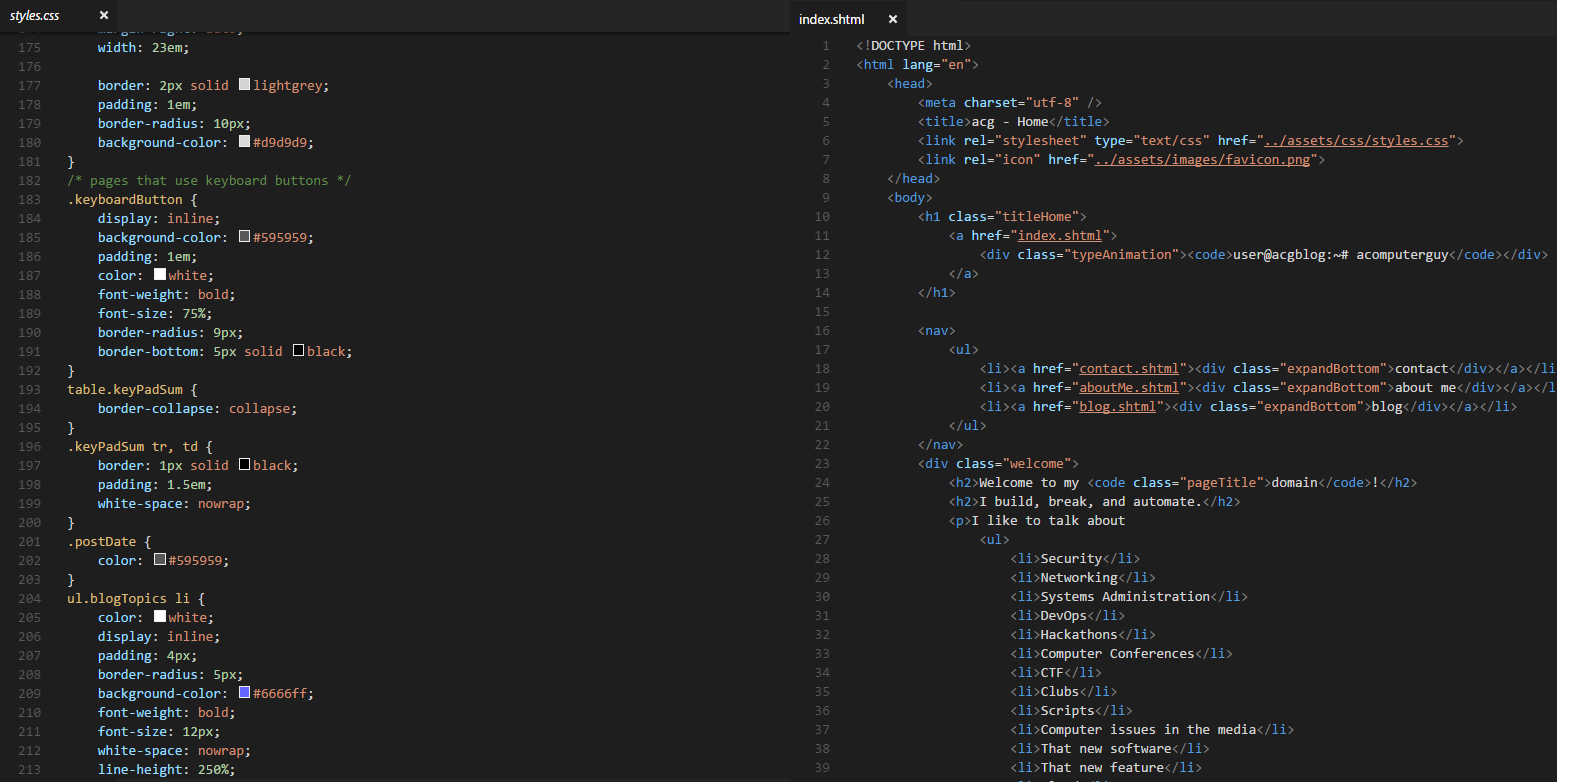 styles.css ×
175 width: 23em;
176
177 border: 2px solid lightgrey;
178 padding: 1em;
179 border-radius: 10px;
180 background-color: #d9d9d9;
181 }
182 /* pages that use keyboard buttons */
183 .keyboardButton {
184 display: inline;
185 background-color: #595959;
186 padding: 1em;
187 color: white;
188 font-weight: bold;
189 font-size: 75%;
190 border-radius: 9px;
191 border-bottom: 5px solid black;
192 }
193 table.keyPadSum {
194 border-collapse: collapse;
195 }
196 .keyPadSum tr, td {
197 border: 1px solid black;
198 padding: 1.5em;
199 white-space: nowrap;
200 }
201 .postDate {
202 color: #595959;
203 }
204 ul.blogTopics li {
205 color: white;
206 display: inline;
207 padding: 4px;
208 border-radius: 5px;
209 background-color: #6666ff;
210 font-weight: bold;
211 font-size: 12px;
212 white-space: nowrap;
213 line-height: 250%;
index.shtml ×
1 <!DOCTYPE html>
2 <html lang="en">
3 <head>
4 <meta charset="utf-8" />
5 <title>acg - Home</title>
6 <link rel="stylesheet" type="text/css" href="../assets/css/styles.css">
7 <link rel="icon" href="../assets/images/favicon.png">
8 </head>
9 <body>
10 <h1 class="titleHome">
11 <a href="index.shtml">
12 <div class="typeAnimation"><code>user@acgblog:~# acomputerguy</code></div>
13 </a>
14 </h1>
15
16 <nav>
17 <ul>
18 <li><a href="contact.shtml"><div class="expandBottom">contact</div></a></li
19 <li><a href="aboutMe.shtml"><div class="expandBottom">about me</div></a></l
20 <li><a href="blog.shtml"><div class="expandBottom">blog</div></a></li>
21 </ul>
22 </nav>
23 <div class="welcome">
24 <h2>Welcome to my <code class="pageTitle">domain</code>!</h2>
25 <h2>I build, break, and automate.</h2>
26 <p>I like to talk about
27 <ul>
28 <li>Security</li>
29 <li>Networking</li>
30 <li>Systems Administration</li>
31 <li>DevOps</li>
32 <li>Hackathons</li>
33 <li>Computer Conferences</li>
34 <li>CTF</li>
35 <li>Clubs</li>
36 <li>Scripts</li>
37 <li>Computer issues in the media</li>
38 <li>That new software</li>
39 <li>That new feature</li>